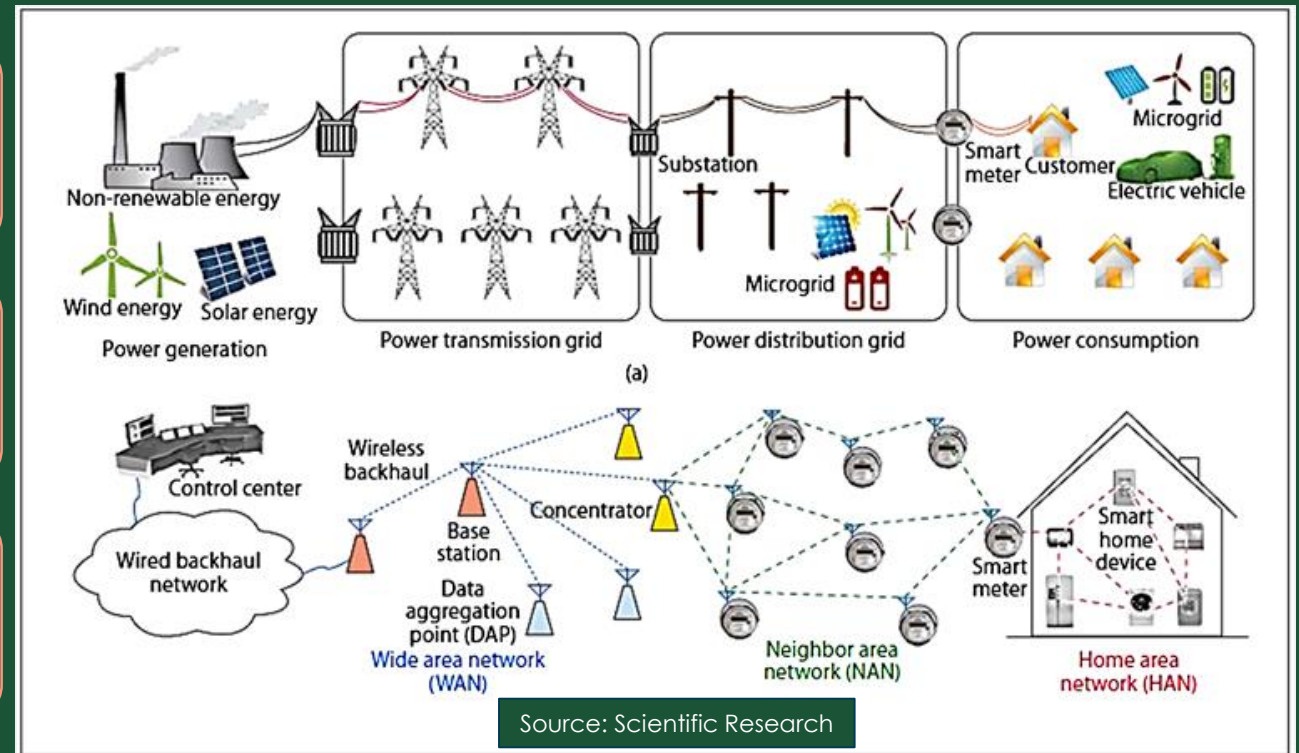 Non-renewable energy
Wind energy
Solar energy
Power generation
Power transmission grid
Substation
Microgrid
Power distribution grid
Smart
meter
Customer
Microgrid
Electric vehicle
Power consumption
(a)
Control center
Wired backhaul
network
Wireless
backhaul
Base
station
Concentrator
Data
aggregation
point (DAP)
Wide area network
(WAN)
Neighbor area
network (NAN)
Smart
meter
Smart
home
device
Home area
network (HAN)
Source: Scientific Research